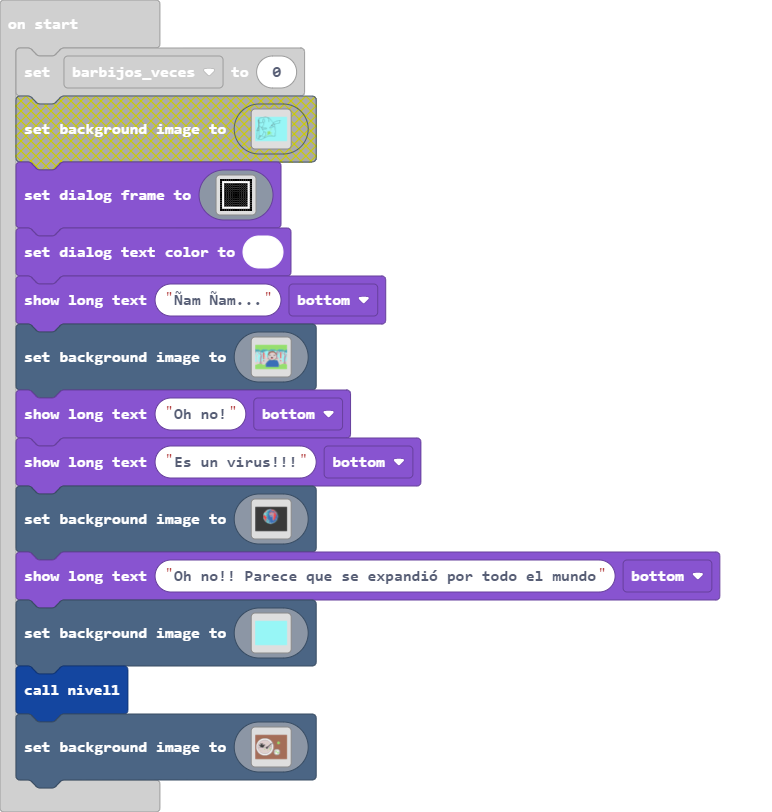 on start
set barbijos_veces to 0
set background image to
set dialog frame to
set dialog text color to
show long text "Ñam Ñam..." bottom
set background image to
show long text "Oh no!" bottom
show long text "Es un virus!!!" bottom
set background image to
show long text "Oh no!! Parece que se expandió por todo el mundo" bottom
set background image to
call nivel1
set background image to